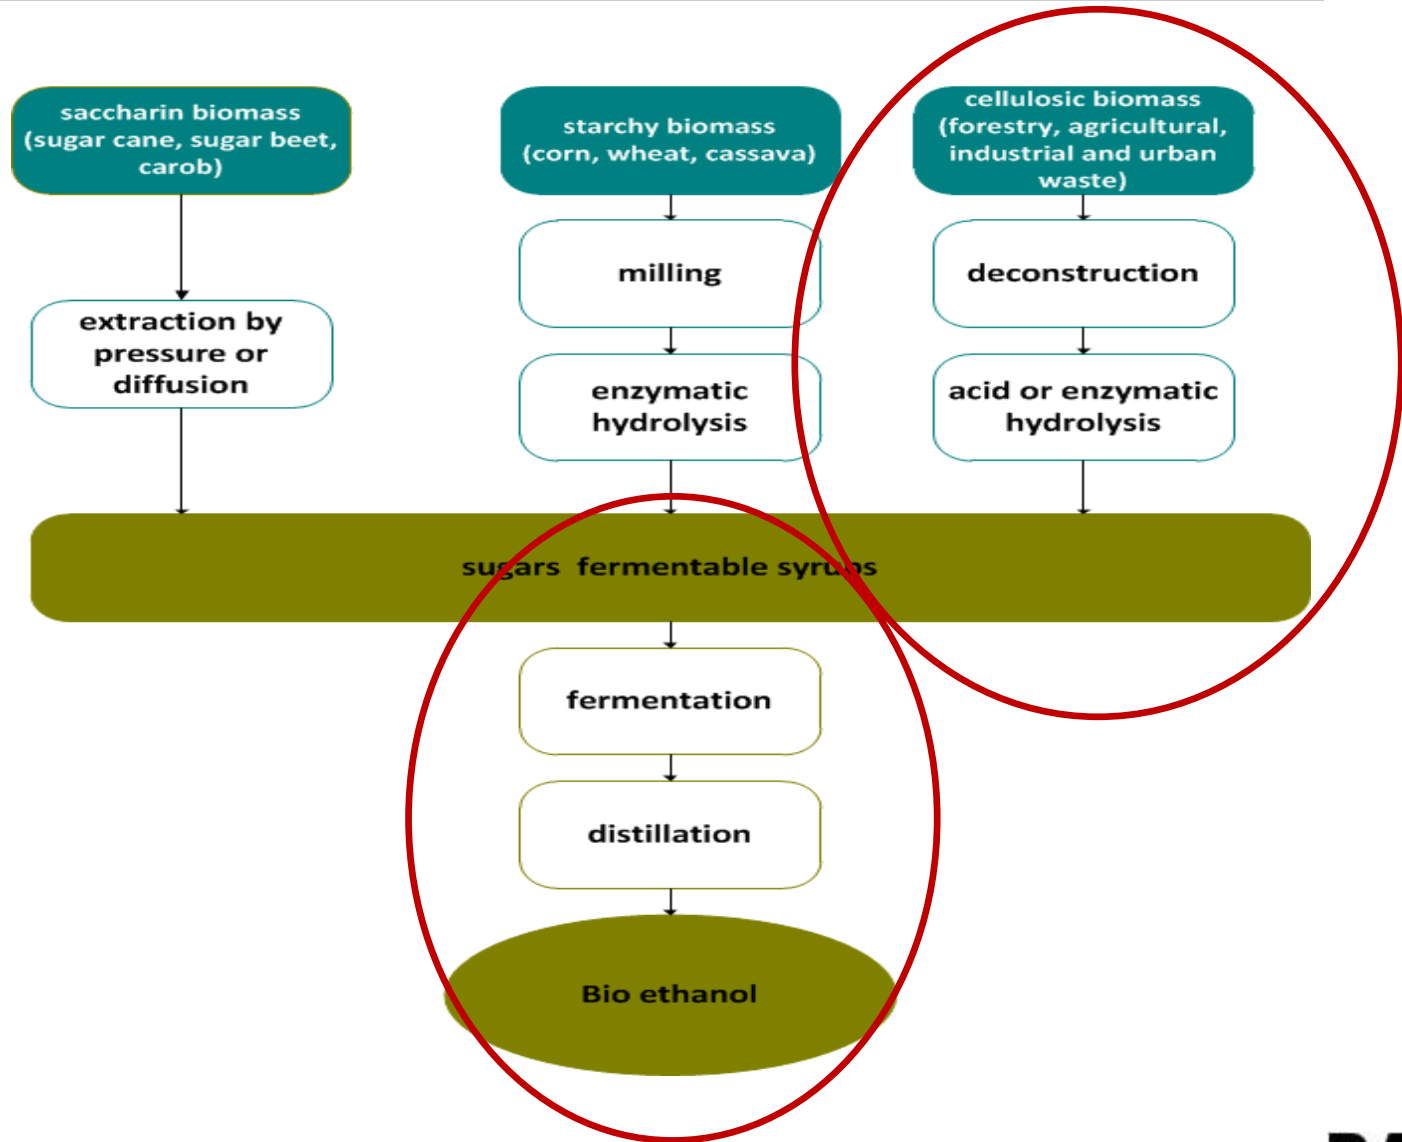 saccharin biomass
(sugar cane, sugar beet,
carob)
starchy biomass
(corn, wheat, cassava)
cellulosic biomass
(forestry, agricultural,
industrial and urban
waste)
extraction by
pressure or
diffusion
milling
enzymatic
hydrolysis
deconstruction
acid or enzymatic
hydrolysis
sugars fermentable syrups
fermentation
distillation
Bio ethanol